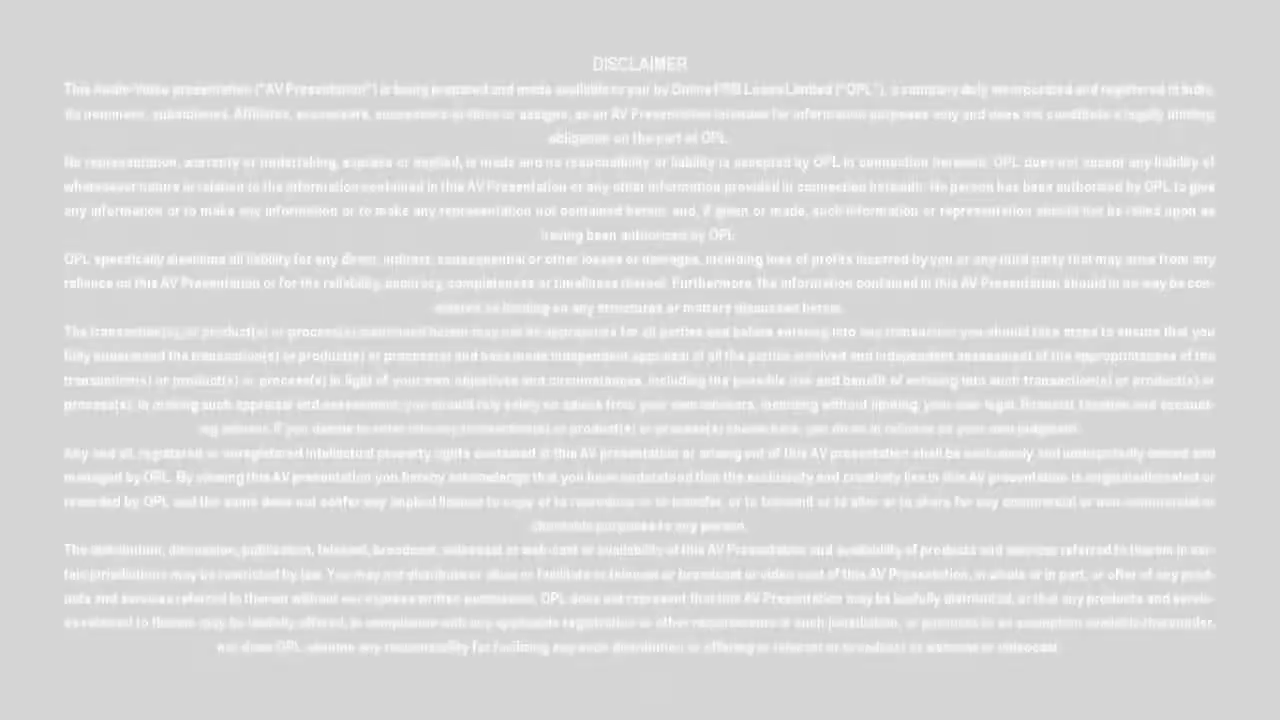 DISCLAIMER
This Audio-Video presentation ("AV Presentation") is being prepared and made available to you by Online PSB Loans Limited ("OPL"), a company duly incorporated and registered in India,
its promoters, subsidiaries, Affiliates, associates, successors in titles or assigns, as an AV Presentation intended for information purposes only and does not constitute a legally binding
obligation on the part of OPL.
No representation, warranty or undertaking, express or implied, is made and no responsibility or liability is accepted by OPL in connection herewith. OPL does not accept any liability of
whatsoever nature in relation to the information contained in this AV Presentation or any other information provided in connection herewith. No person has been authorised by OPL to give
any information or to make any information or to make any representation not contained herein; and, if given or made, such information or representation should not be relied upon as
having been authorised by OPL.
OPL specifically disclaims all liability for any direct, indirect, consequential or other losses or damages, including loss of profits incurred by you or any third party that may arise from any
reliance on this AV Presentation or for the reliability, accuracy, completeness or timeliness thereof. Furthermore, the information contained in this AV Presentation should in no way be con-
sidered as binding on any structures or matters discussed herein.
The transaction(s), or product(s) or process(s) mentioned herein may not be appropriate for all parties and before entering into any transaction you should take steps to ensure that you
fully understand the transaction(s) or product(s) or process(s) and have made independent appraisal of all the parties involved and independent assessment of the appropriateness of the
transaction(s) or product(s) or process(s) in light of your own objectives and circumstances, including the possible risk and benefit of entering into such transaction(s) or product(s) or
process(s). In making such appraisal and assessment, you should rely solely on advice from your own advisors, including without limiting, your own legal, financial, taxation and account-
ing advisors. If you decide to enter into any transaction(s) or product(s) or process(s) shown here, you do so in reliance on your own judgment.
Any and all, registered or unregistered intellectual property rights contained in this AV presentation or arising out of this AV presentation shall be exclusively and undisputedly owned and
managed by OPL. By viewing this AV presentation you hereby acknowledge that you have understood that the exclusivity and creativity lies in this AV presentation is original/created or
recorded by OPL and the same does not confer any implied license to copy or to reproduce or to transfer, or to transmit or to alter or to share for any commercial or non-commercial or
charitable purposes to any person.
The distribution, discussion, publication, telecast, broadcast, videocast or web-cast or availability of this AV Presentation and availability of products and services referred to therein in cer-
tain jurisdictions may be restricted by law. You may not distribute or show or facilitate or telecast or broadcast or video cast of this AV Presentation, in whole or in part, or offer of any prod-
ucts and services referred to therein without our express written permission. OPL does not represent that this AV Presentation may be lawfully distributed, or that any products and servic-
es referred to therein may be lawfully offered, in compliance with any applicable registration or other requirements in such jurisdiction, or pursuant to an exemption available thereunder,
nor does OPL assume any responsibility for facilitating any such distribution or offering or telecast or broadcast or webcast or videocast.